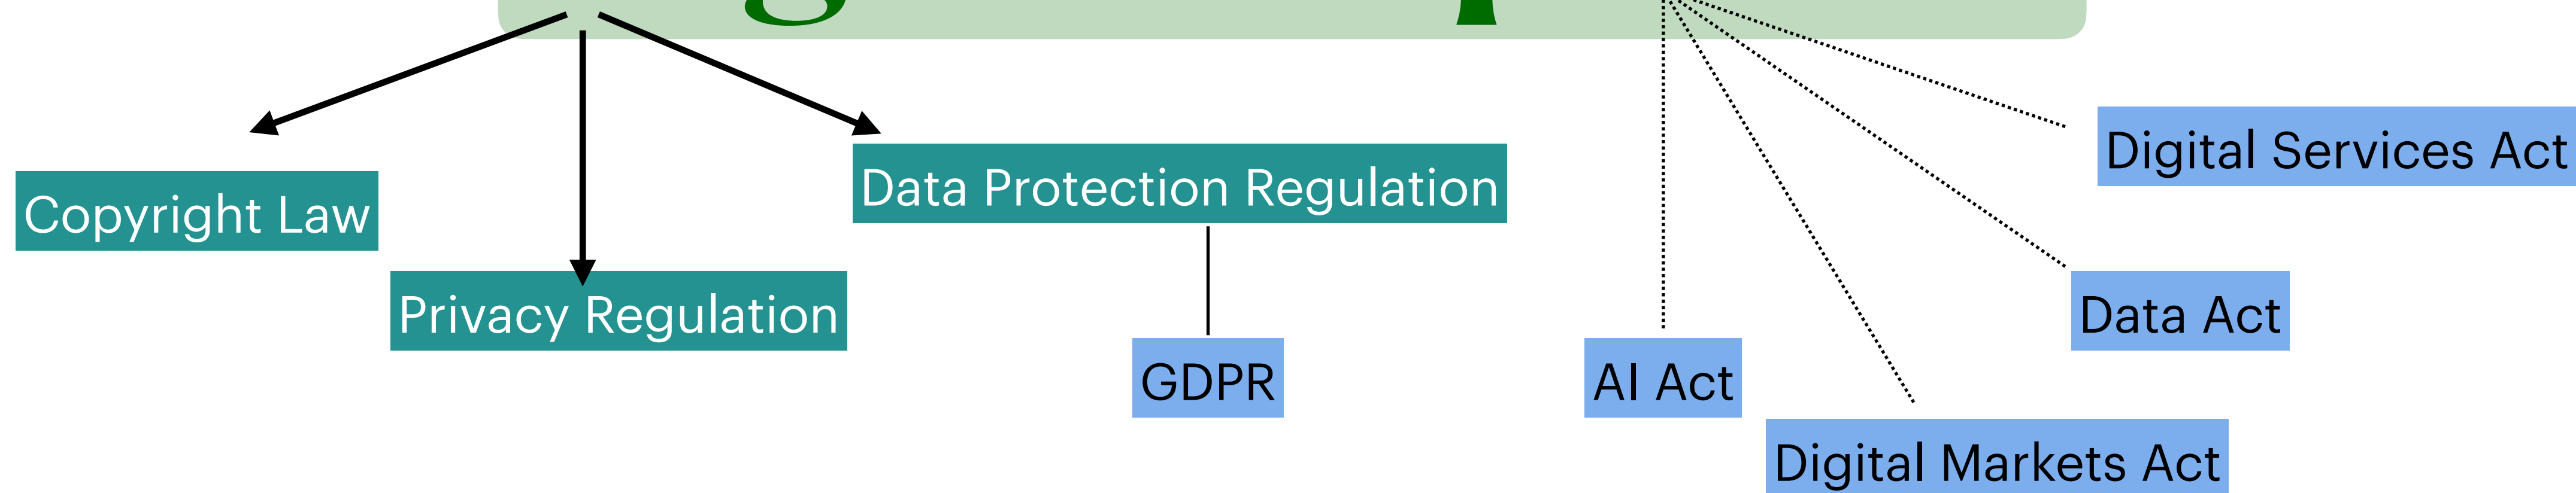 Digital Services Act
Data Protection Regulation
Copyright Law
Privacy Regulation
Data Act
GDPR
AI Act
Digital Markets Act